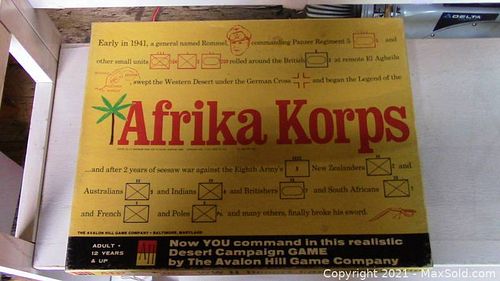 Early in 1941, a general named Rommel commanding Panzer Regiment 5 and
other small units rolled around the British at remote El Agheila
, swept the Western Desert under the German Cross and began the Legend of the
Afrika Korps
...and after 2 years of seesaw war against the Eighth Army's New Zealanders and
Australians and Indians and Britishers and South Africans
and French and Poles and many others, finally broke his sword.
THE AVALON HILL GAME COMPANY • BALTIMORE, MARYLAND
ADULT •
12 YEARS
& UP
Now YOU command in this realistic
Desert Campaign GAME
by The Avalon Hill Game Company
DELTA
Copyright 2021 - MaxSold.com